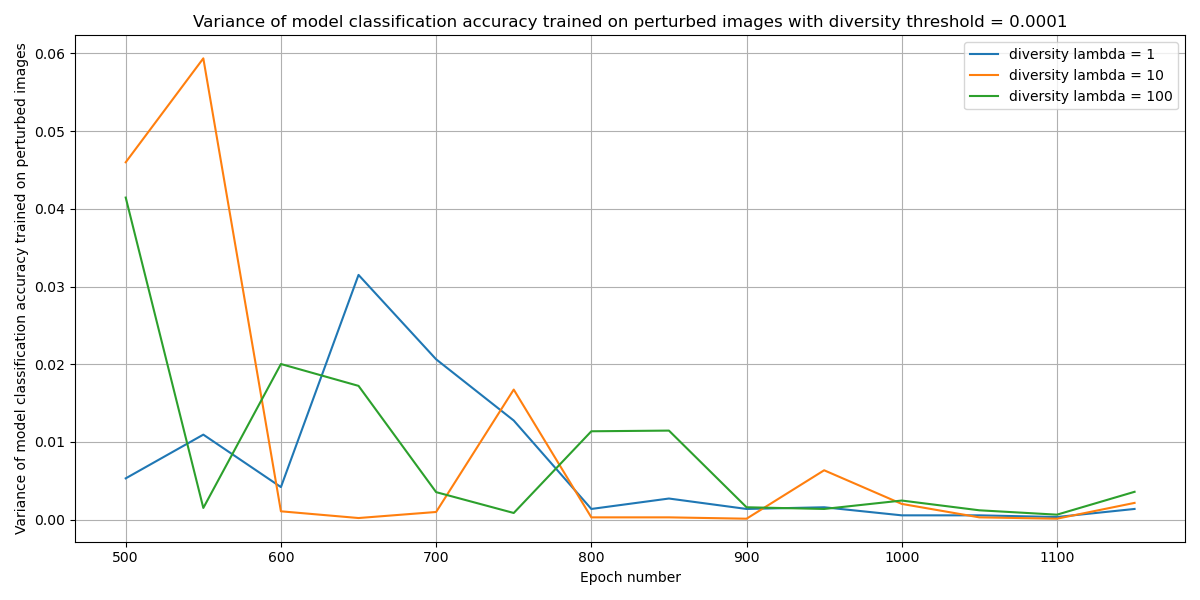 Variance of model classification accuracy trained on perturbed images with diversity threshold = 0.0001
Variance of model classification accuracy trained on perturbed images
0.06
0.05
0.04
0.03
0.02
0.01
0.00
diversity lambda = 1
diversity lambda = 10
diversity lambda = 100
500
600
700
800
900
1000
1100
Epoch number